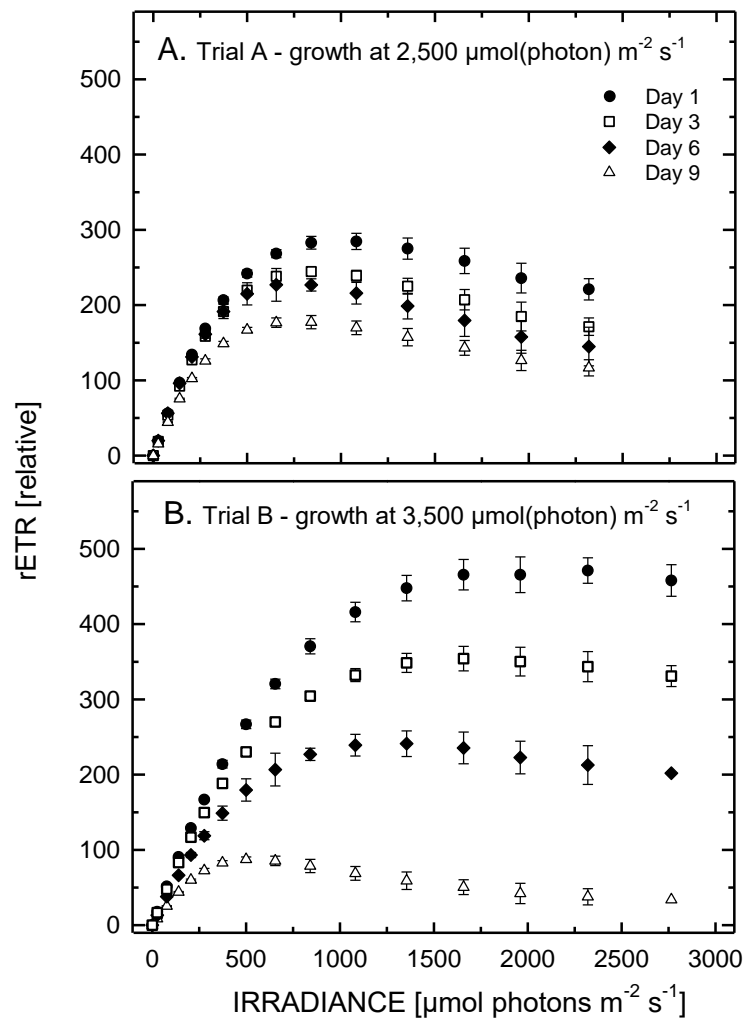 A. Trial A - growth at 2,500 µmol(photon) m⁻² s⁻¹
500
400
300
200
100
0
Day 1
Day 3
Day 6
Day 9
rETR [relative]
B. Trial B - growth at 3,500 µmol(photon) m⁻² s⁻¹
500
400
300
200
100
0
0 500 1000 1500 2000 2500 3000
IRRADIANCE [µmol photons m⁻² s⁻¹]